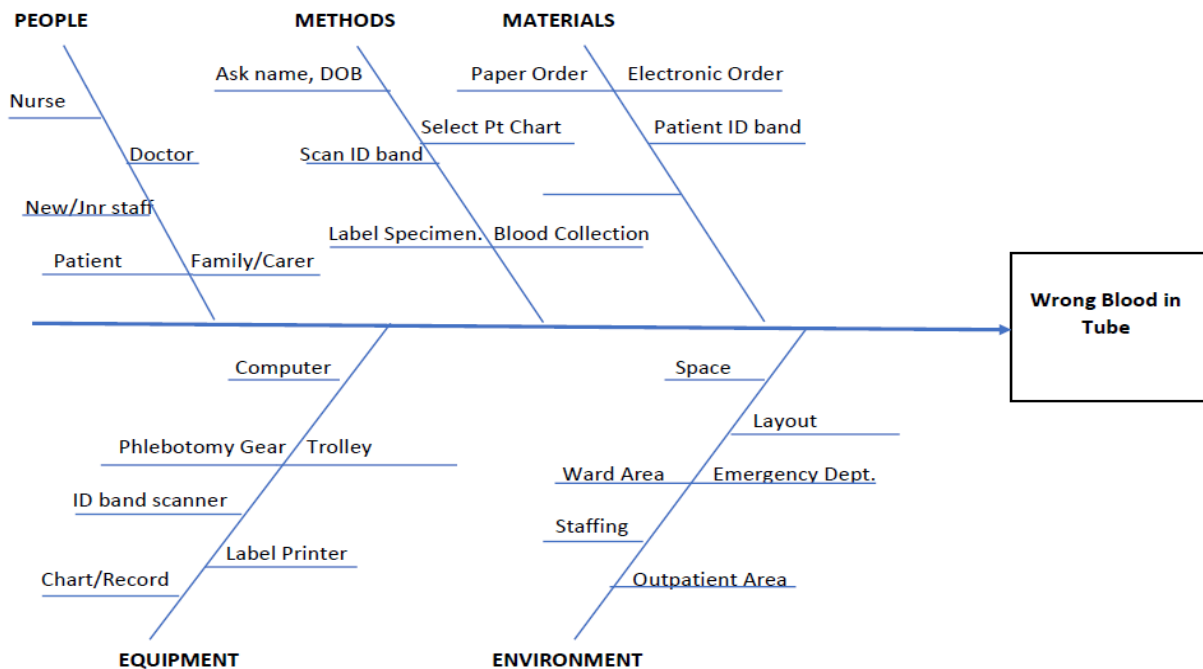 PEOPLE
METHODS
MATERIALS
Ask name, DOB
Paper Order
Electronic Order
Nurse
Select Pt Chart
Patient ID band
Doctor
Scan ID band
New/Jnr staff
Label Specimen.
Blood Collection
Patient
Family/Carer
Wrong Blood in
Tube
Computer
Space
Layout
Phlebotomy Gear
Trolley
Ward Area
Emergency Dept.
ID band scanner
Staffing
Label Printer
Chart/Record
Outpatient Area
EQUIPMENT
ENVIRONMENT